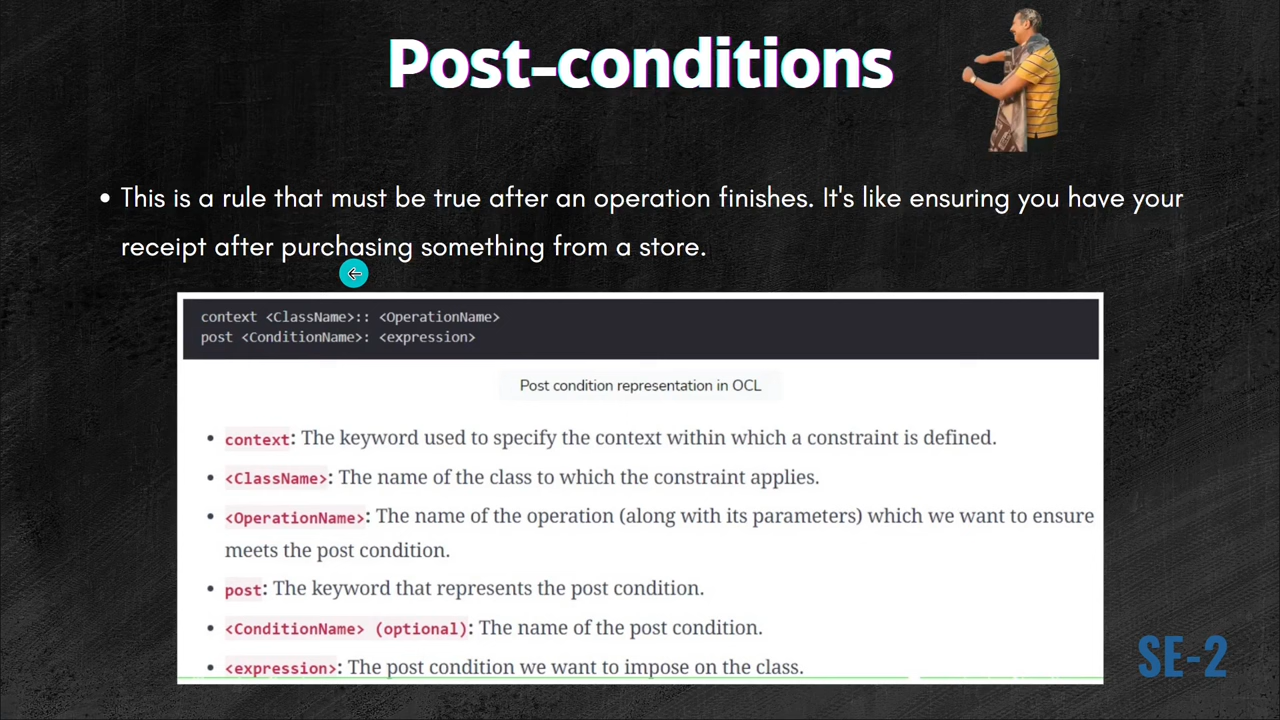 Post-conditions
• This is a rule that must be true after an operation finishes. It's like ensuring you have your
receipt after purchasing something from a store.
context <ClassName>:: <OperationName>
post <ConditionName>: <expression>
Post condition representation in OCL
• context: The keyword used to specify the context within which a constraint is defined.
• <ClassName>: The name of the class to which the constraint applies.
• <OperationName>: The name of the operation (along with its parameters) which we want to ensure
meets the post condition.
• post: The keyword that represents the post condition.
• <ConditionName> (optional): The name of the post condition.
• <expression>: The post condition we want to impose on the class.
SE-2